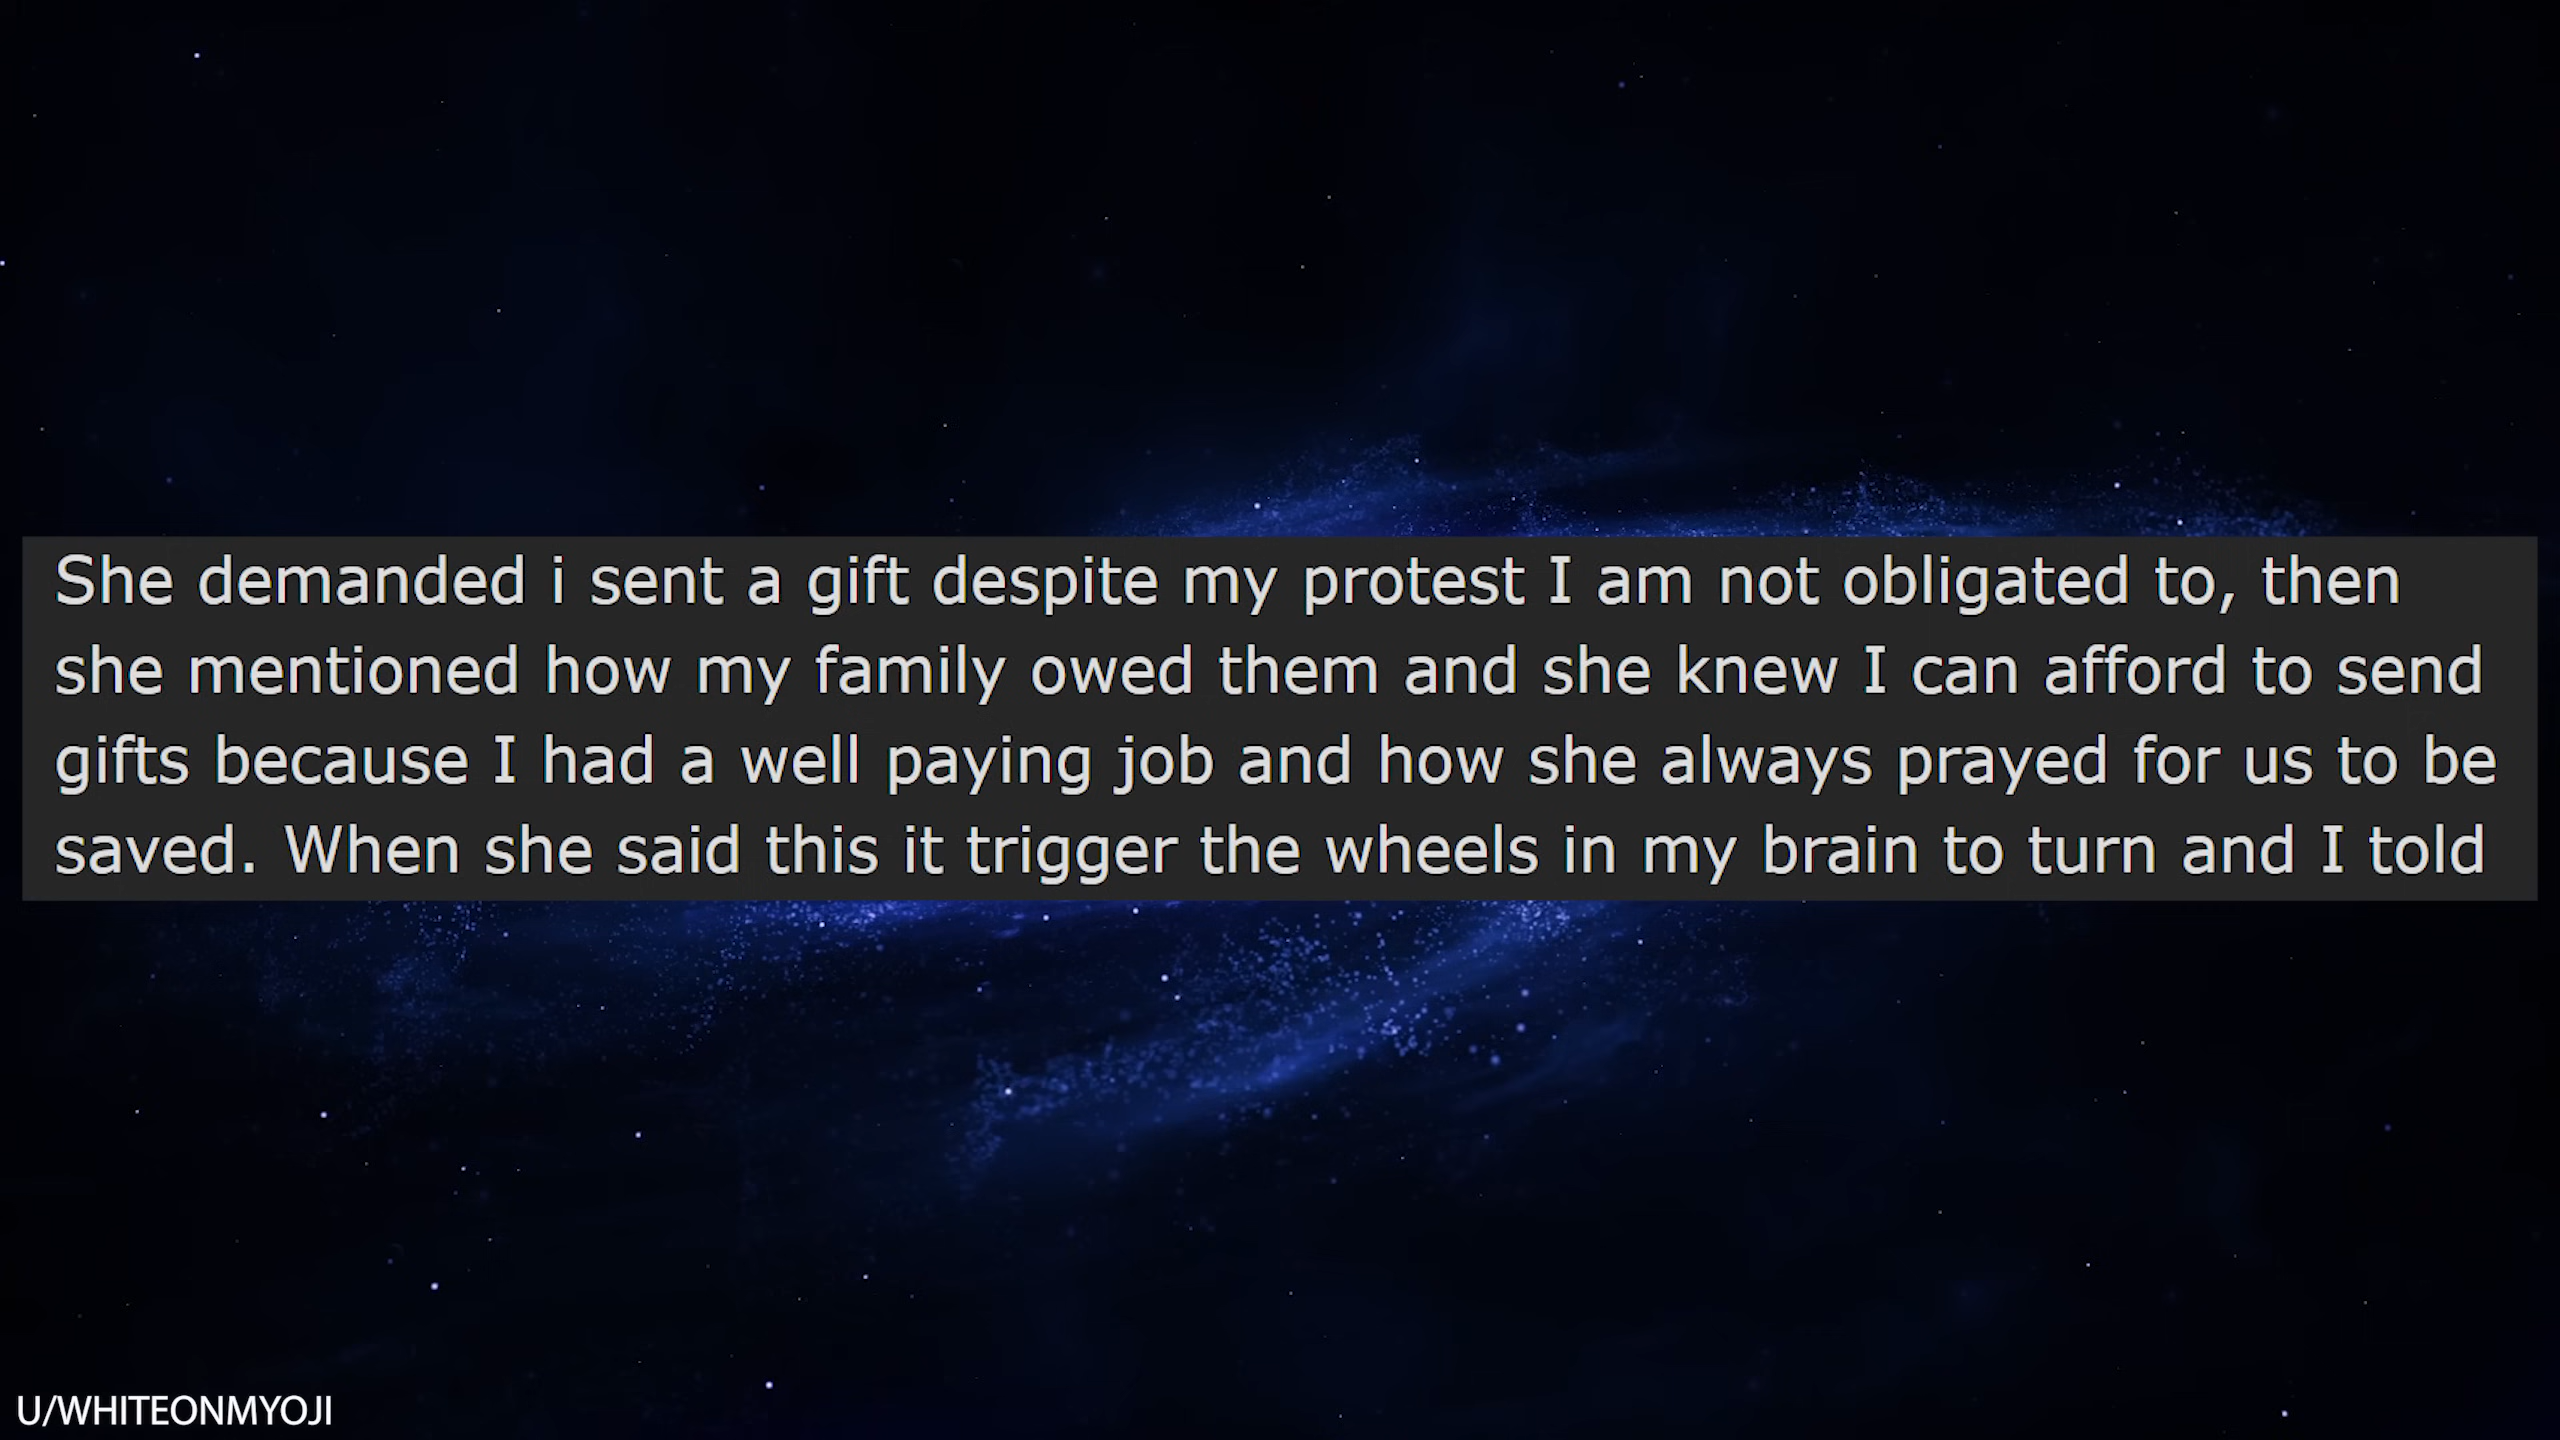 She demanded i sent a gift despite my protest I am not obligated to, then
she mentioned how my family owed them and she knew I can afford to send
gifts because I had a well paying job and how she always prayed for us to be
saved. When she said this it trigger the wheels in my brain to turn and I told
U/WHITEONMYOJI